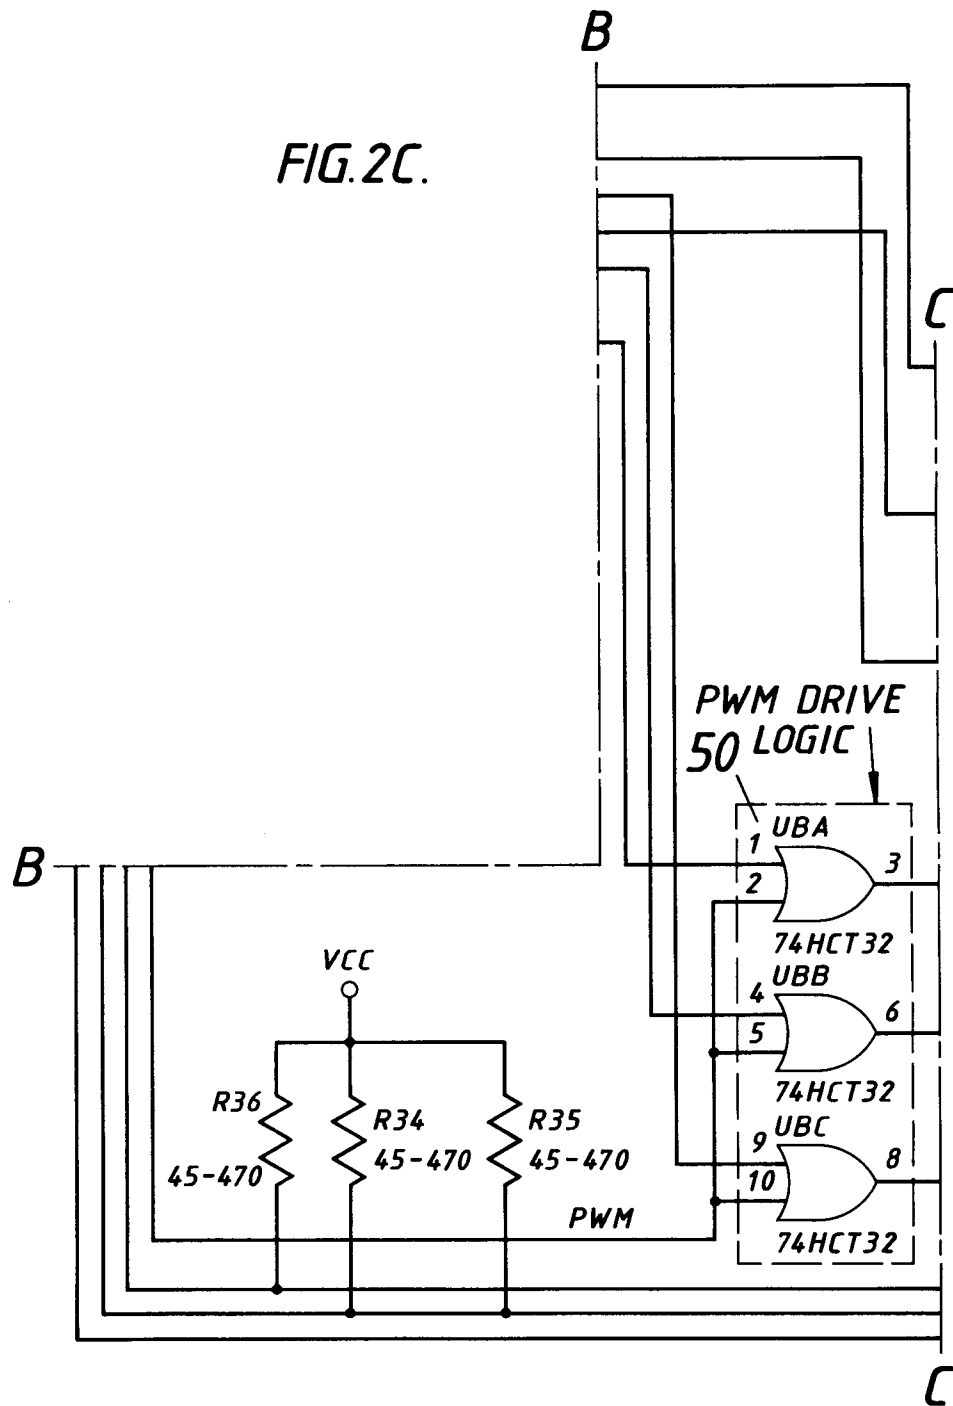 B
FIG.2C.
C
PWM DRIVE
50 LOGIC
UBA
1
2
3
74HCT32
B
VCC
UBB
4
5
6
74HCT32
R36
45-470
R34
45-470
R35
45-470
UBC
9
10
8
74HCT32
PWM
C